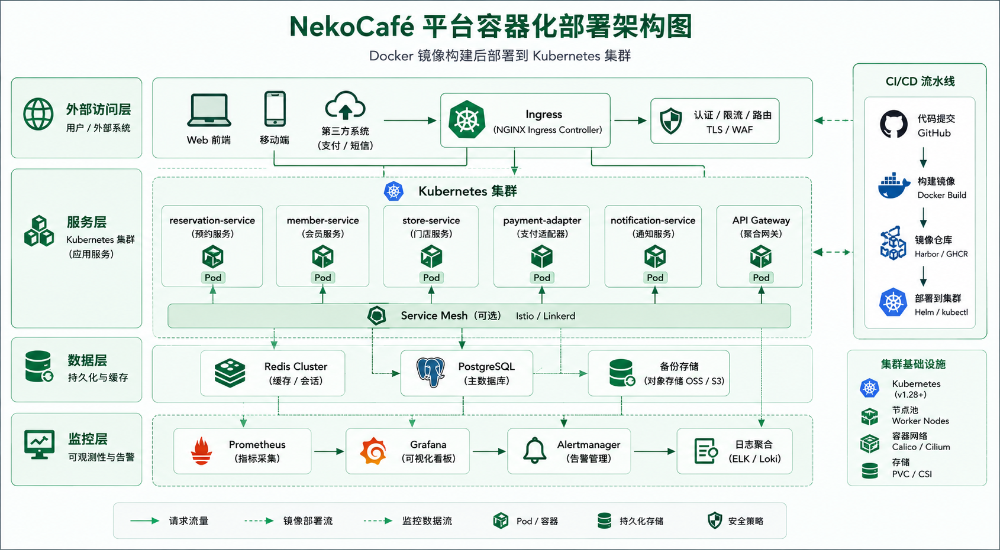 NekoCafé 平台容器化部署架构图
Docker 镜像构建后部署到 Kubernetes 集群
外部访问层
用户 / 外部系统
Web 前端
移动端
第三方系统
(支付 / 短信)
Ingress
(NGINX Ingress Controller)
认证 / 限流 / 路由
TLS / WAF
服务层
Kubernetes 集群
(应用服务)
Kubernetes 集群
reservation-service
(预约服务)
Pod
member-service
(会员服务)
Pod
store-service
(门店服务)
Pod
payment-adapter
(支付适配器)
Pod
notification-service
(通知服务)
Pod
API Gateway
(聚合网关)
Pod
Service Mesh (可选) Istio / Linkerd
数据层
持久化与缓存
Redis Cluster
(缓存 / 会话)
PostgreSQL
(主数据库)
备份存储
(对象存储 OSS / S3)
监控层
可观测性与告警
Prometheus
(指标采集)
Grafana
(可视化看板)
Alertmanager
(告警管理)
日志聚合
(ELK / Loki)
CI/CD 流水线
代码提交
GitHub
构建镜像
Docker Build
镜像仓库
Harbor / GHCR
部署到集群
Helm / kubectl
集群基础设施
Kubernetes
(v1.28+)
节点池
Worker Nodes
容器网络
Calico / Cilium
存储
PVC / CSI
请求流量
镜像部署流
监控数据流
Pod / 容器
持久化存储
安全策略